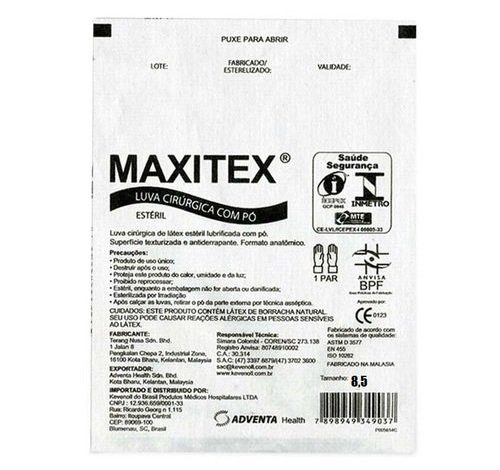 PUXE PARA ABRIR
LOTE:
FABRICADO/
ESTERELIZADO:
VALIDADE:
MAXITEX®
LUVA CIRÚRGICA COM PÓ
ESTÉRIL
Saúde
Segurança
INMETRO
MTE
Luva cirúrgica de látex estéril lubrificada com pó.
Superfície texturizada e antiderrapante. Formato anatômico.
Precauções:
• Produto de uso único;
• Destruir após o uso;
• Proteja este produto do calor, umidade e da luz;
• Proibido reprocessar;
• Estéril, enquanto a embalagem não for aberta ou danificada;
• Esterilizada por Irradiação
• Após calçar as luvas, retirar o pó da parte externa por técnica asséptica.
1 PAR
ANVISA
BPF
Aprovado por:
CE 0123
CUIDADOS: ESTE PRODUTO CONTÉM LÁTEX DE BORRACHA NATURAL.
SEU USO PODE CAUSAR REAÇÕES ALÉRGICAS EM PESSOAS SENSÍVEIS
AO LÁTEX.
FABRICANTE:
Terang Nusa Sdn. Bhd.
1 Jalan 8
Pengkalan Chepa 2, Industrial Zone,
16100 Kota Bharu, Kelantan, Malaysia
EXPORTADOR:
Adventa Health Sdn. Bhd.
Kota Bharu, Kelantan, Malaysia
IMPORTADO E DISTRIBUIDO POR:
Kevenoll do Brasil Produtos Médicos Hospitalares LTDA
CNPJ : 12.936.659/0001-33
Rua: Ricardo Georg n 1.115
Bairro: Itoupava Central
CEP: 89069-100
Blumenau, SC, Brasil
Responsável Técnica:
Simara Colombi - COREN/SC 273.138
Registro Anvisa: 80748910002
C.A.: 30.314
S.A.C: (47) 3397 8679/(47) 3702 3600
sac@kevenoll.com
www.kevenoll.com
Fabricado de acordo com
os sistemas de qualidade:
ASTM D 3577
EN 455
ISO 10282
FABRICADO NA MALASIA
Tamanho: 8,5
ADVENTA Health
7 898949 349037